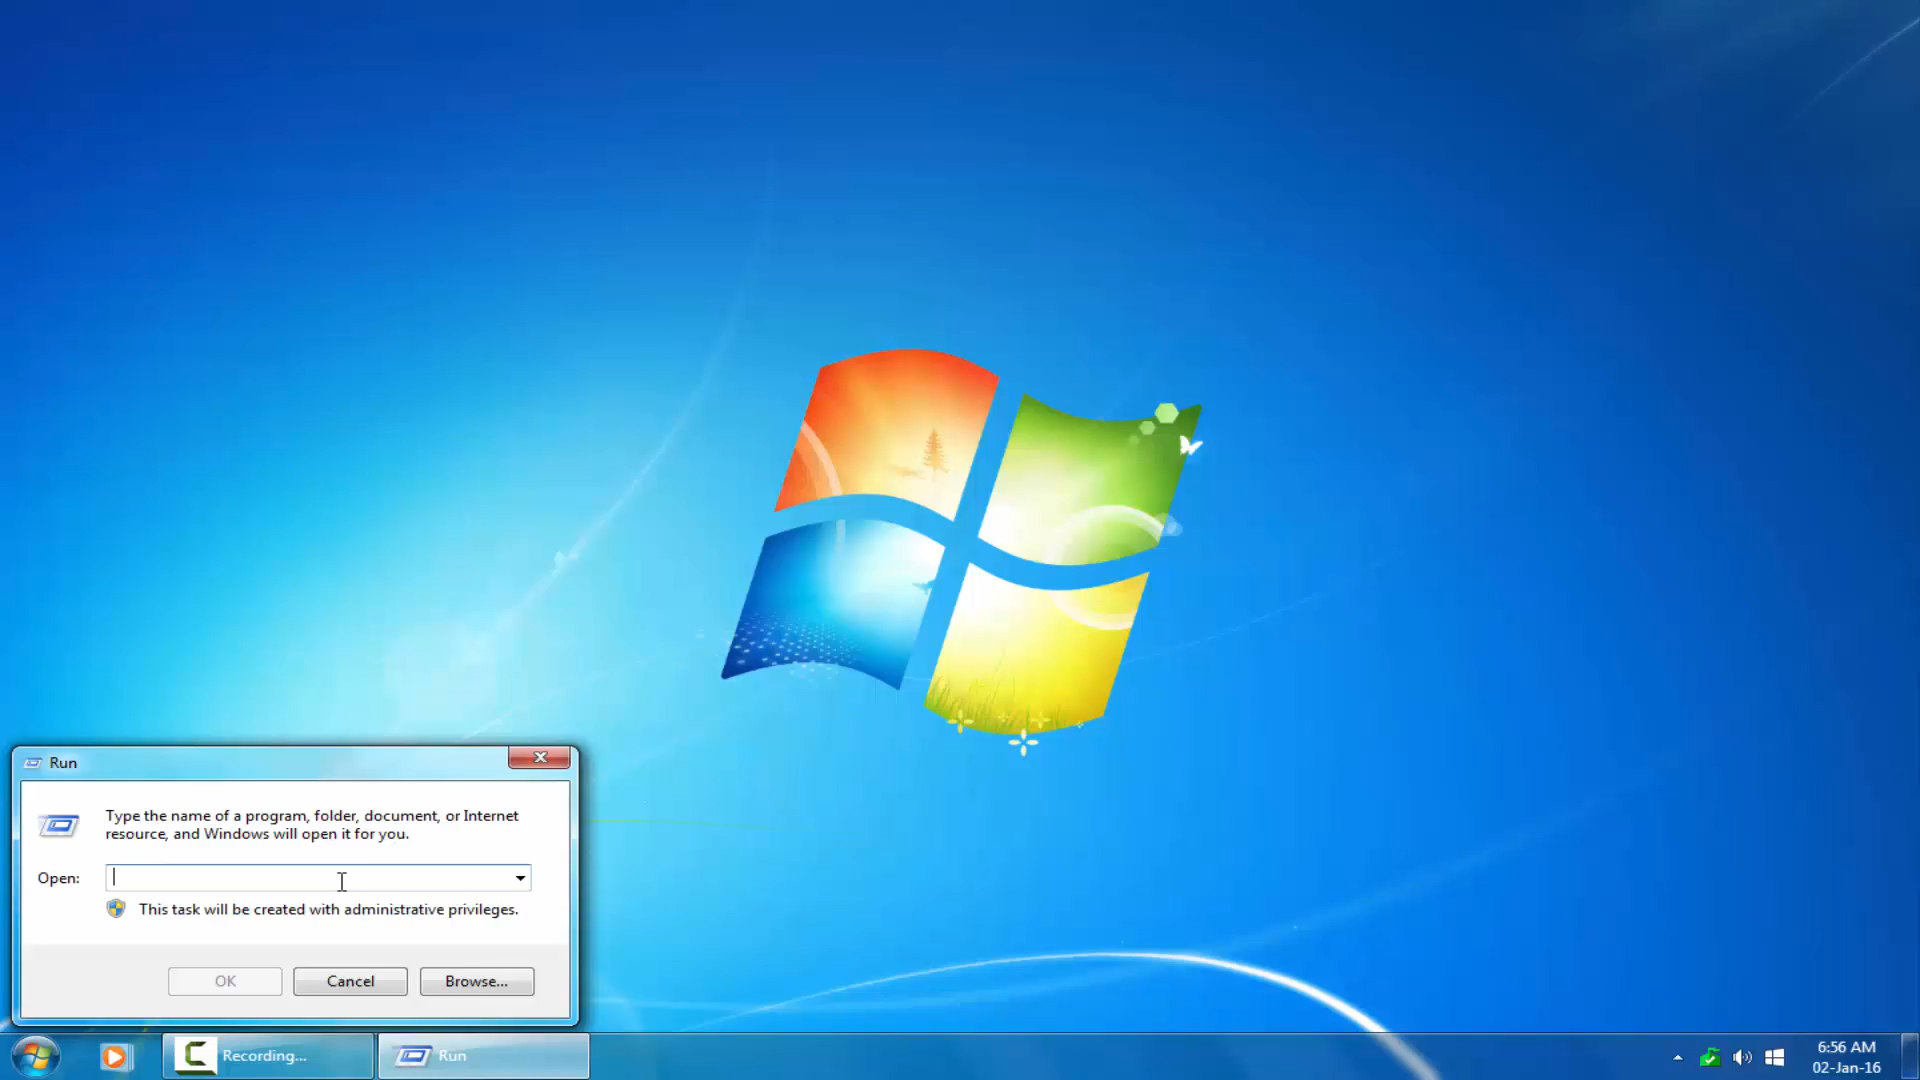 Run
Type the name of a program, folder, document, or Internet
resource, and Windows will open it for you.
Open:
This task will be created with administrative privileges.
OK
Cancel
Browse...
Recording...
Run
6:56 AM
02-Jan-16